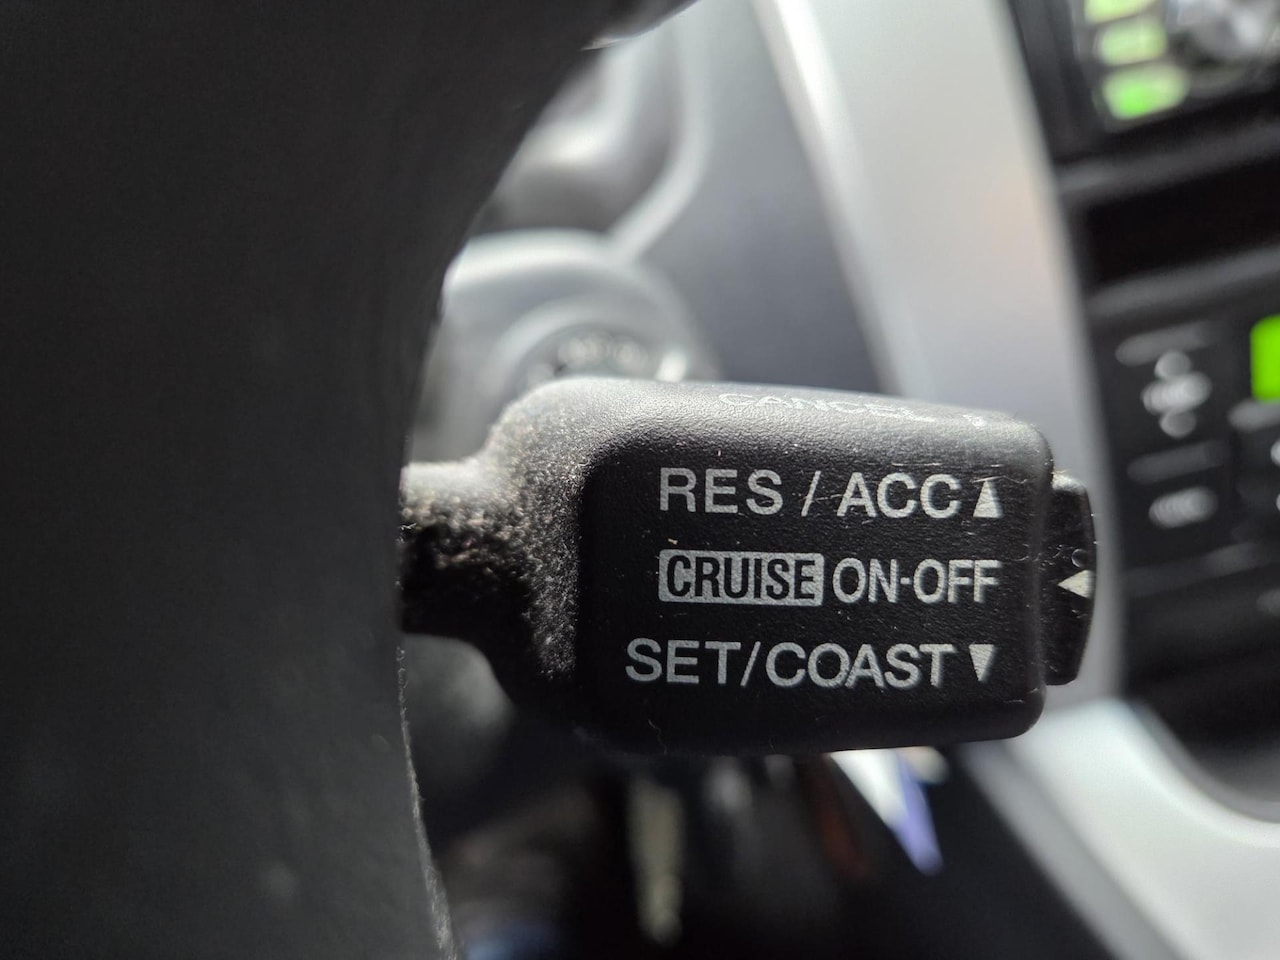 CANCEL
RES / ACC▲
CRUISE ON-OFF
SET/COAST▼